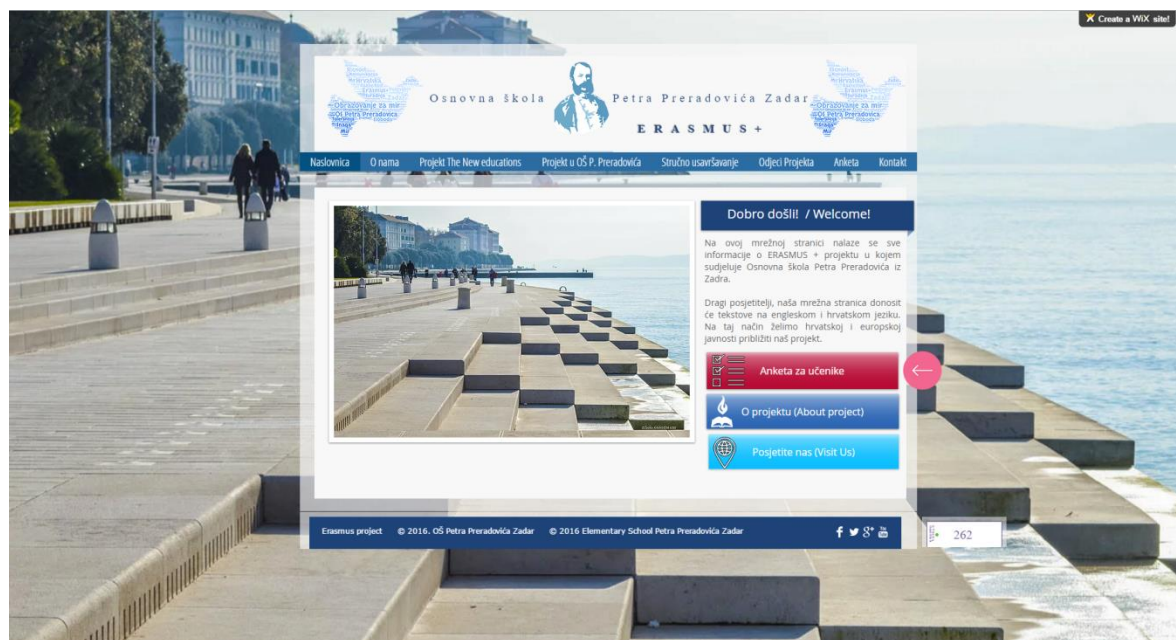 Create a WiX site!
Osnovna škola Petra Preradovića Zadar
ERASMUS+
Obrazovanje za mir
OŠ Petra Preradovića
Obrazovanje za mir
OŠ Petra Preradovića
Naslovnica O nama Projekt The New educations Projekt u OŠ P. Preradovića Stručno usavršavanje Odjeci Projekta Anketa Kontakt
Dobro došli! / Welcome!
Na ovoj mrežnoj stranici nalaze se sve
informacije o ERASMUS + projektu u kojem
sudjeluje Osnovna škola Petra Preradovića iz
Zadra.
Dragi posjetitelji, naša mrežna stranica donosit
će tekstove na engleskom i hrvatskom jeziku.
Na taj način želimo hrvatskoj i europskoj
javnosti približiti naš projekt.
Anketa za učenike
O projektu (About project)
Posjetite nas (Visit Us)
Erasmus project © 2016. OŠ Petra Preradovića Zadar © 2016 Elementary School Petra Preradovića Zadar
262